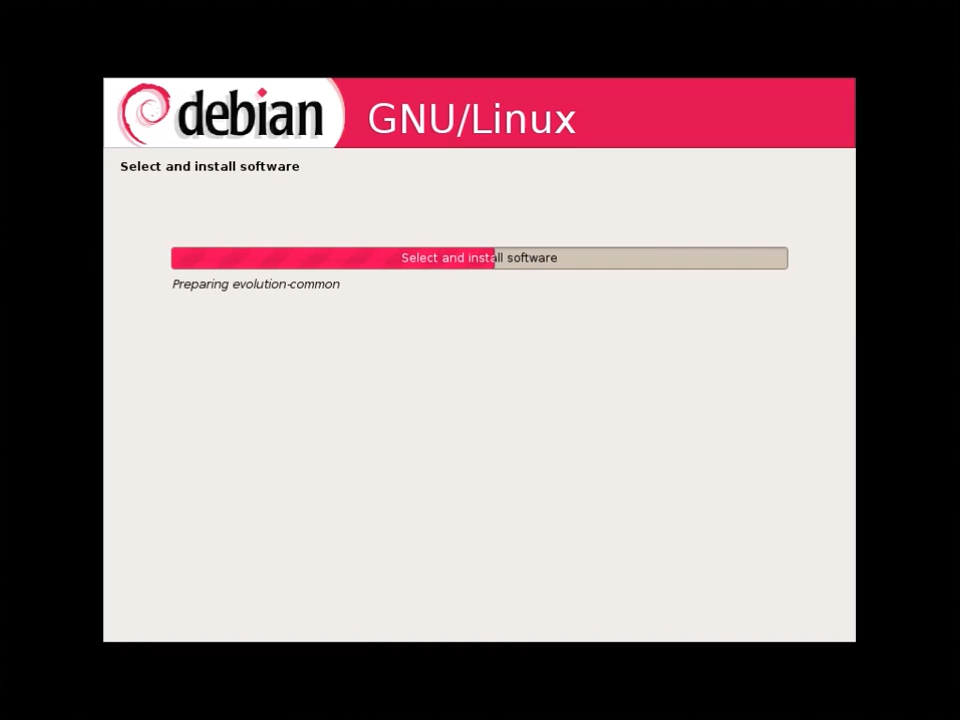 debian GNU/Linux
Select and install software
Select and install software
Preparing evolution-common